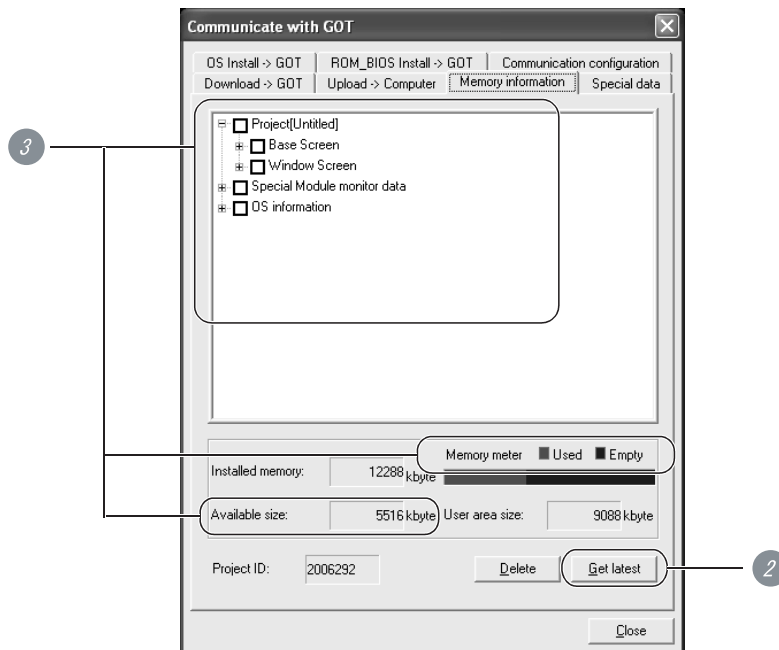 Communicate with GOT
OS Install -> GOT ROM_BIOS Install -> GOT Communication configuration
Download -> GOT Upload -> Computer Memory information Special data
3
Project[Untitled]
Base Screen
Window Screen
Special Module monitor data
OS information
Memory meter Used Empty
Installed memory: 12288 kbyte
Available size: 5516 kbyte User area size: 9088 kbyte
Project ID: 2006292 Delete Get latest
2
Close